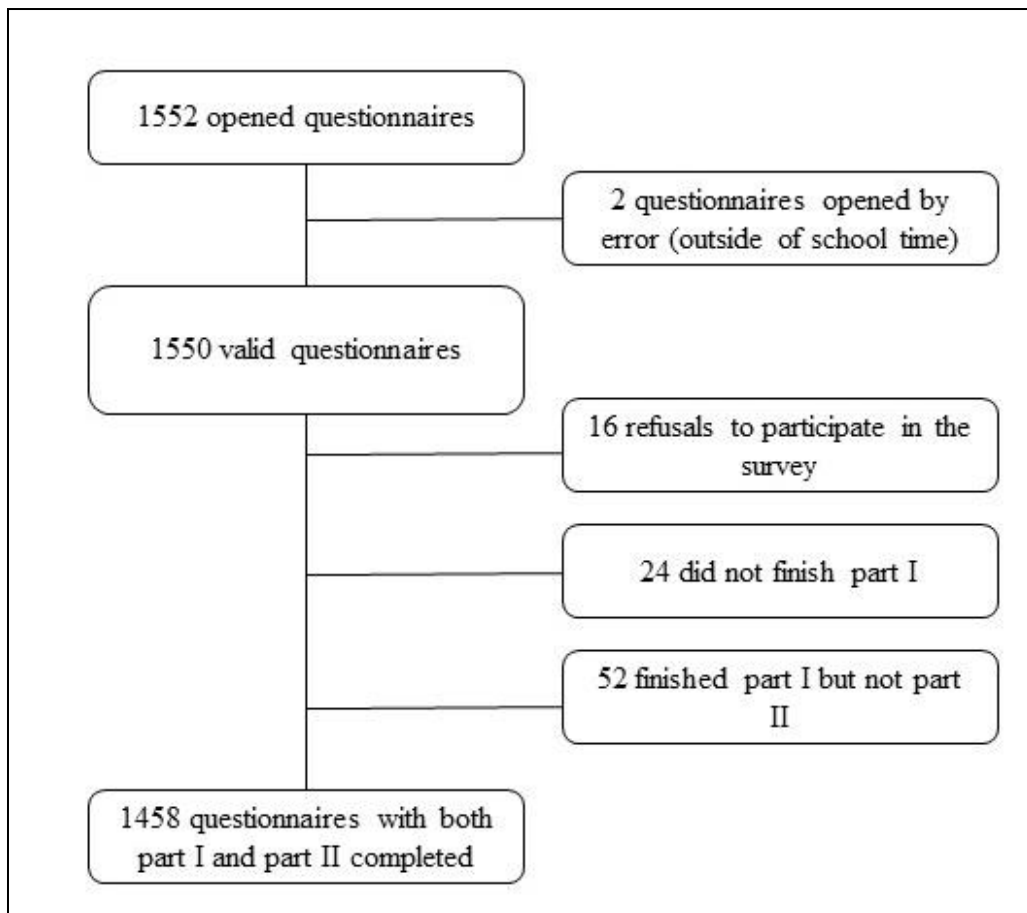 1552 opened questionnaires
2 questionnaires opened by
error (outside of school time)
1550 valid questionnaires
16 refusals to participate in the
survey
24 did not finish part I
52 finished part I but not part
II
1458 questionnaires with both
part I and part II completed